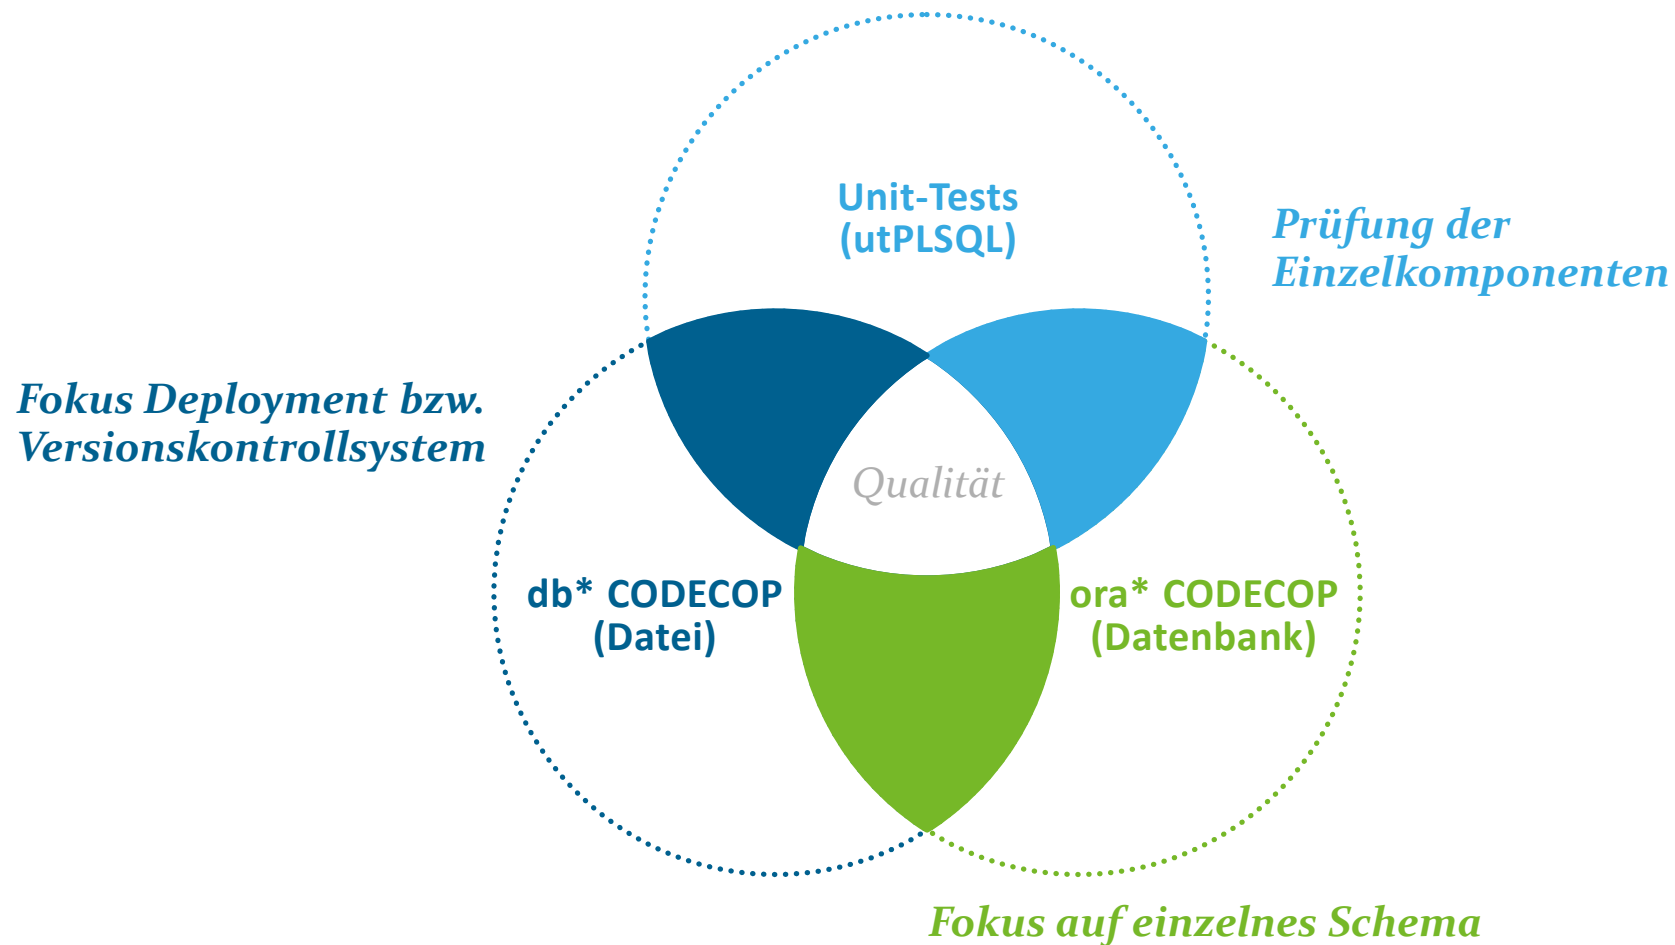 Unit-Tests
(utPLSQL)
Prüfung der
Einzelkomponenten
Fokus Deployment bzw.
Versionskontrollsystem
Qualität
db* CODECOP
(Datei)
ora* CODECOP
(Datenbank)
Fokus auf einzelnes Schema